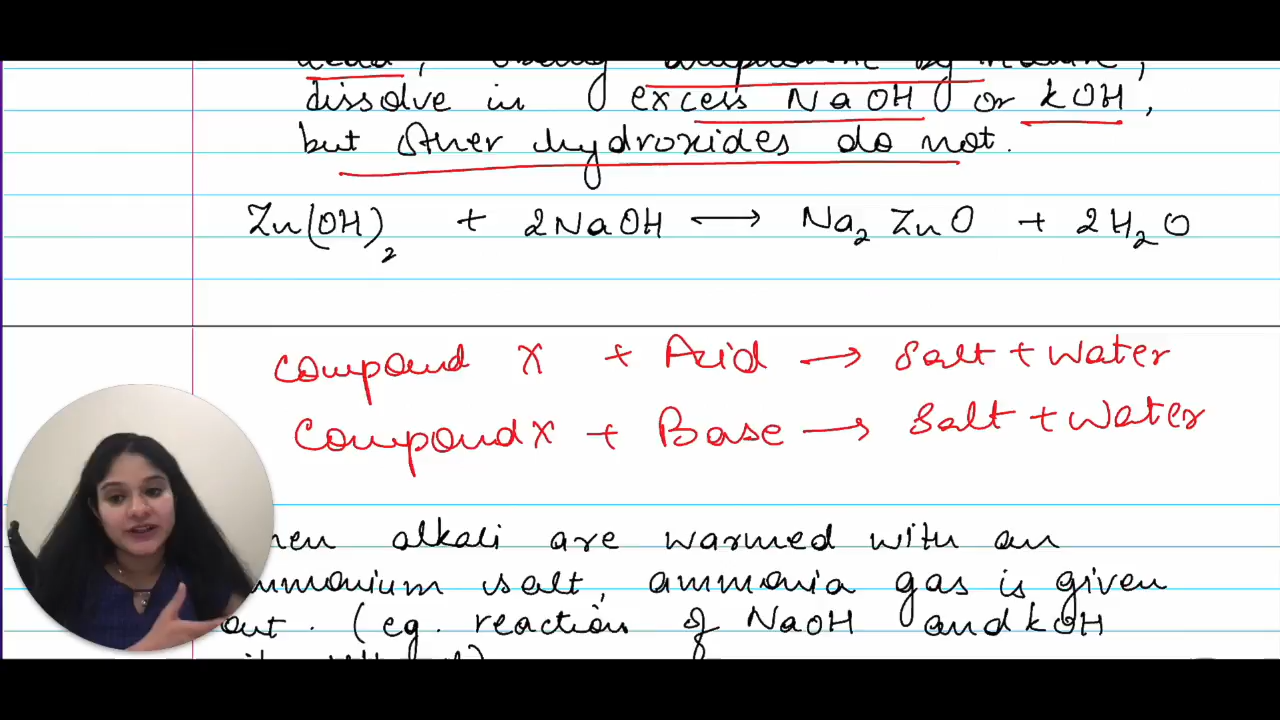 dissolve in excess NaOH or KOH,
but other hydroxides do not.
Zn(OH)2 + 2NaOH ⟷ Na2 ZnO + 2H2O
Compound X + Acid → Salt + Water
Compound X + Base → Salt + Water
alkali are warmed with an
salt, ammonia gas is given
out. (eg. reaction of NaOH and KOH